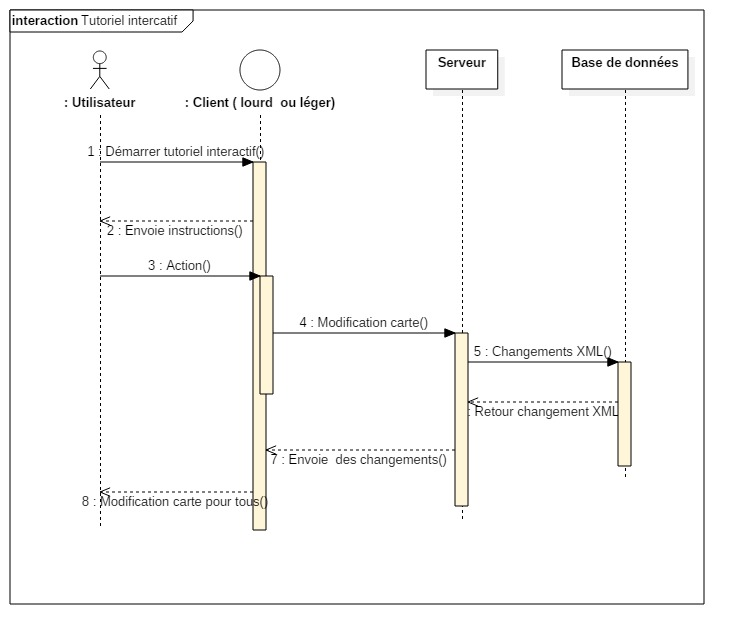 interaction Tutoriel intercatif
: Utilisateur
: Client ( lourd ou léger)
Serveur
Base de données
1 : Démarrer tutoriel interactif()
2 : Envoie instructions()
3 : Action()
4 : Modification carte()
5 : Changements XML()
: Retour changement XML
7 : Envoie des changements()
8 : Modification carte pour tous()